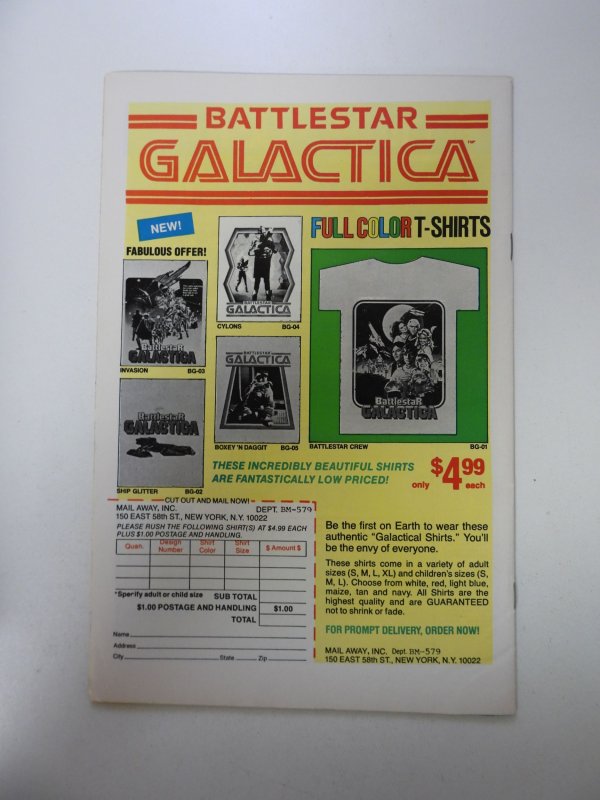 BATTLESTAR
GALACTICA™
NEW!
FABULOUS OFFER!
FULL COLOR T-SHIRTS
BATTLESTAR
GALACTICA
CYLONS BG-04
BattlestaR
GALACTICA
INVASION BG-03
BATTLESTAR
GALACTICA
BOXEY 'N DAGGIT BG-05
BattlestaR
GALACTICA
BATTLESTAR CREW BG-01
BattlestaR
GALACTICA
SHIP GLITTER BG-02
THESE INCREDIBLY BEAUTIFUL SHIRTS
ARE FANTASTICALLY LOW PRICED!
only $4.99 each
CUT OUT AND MAIL NOW!
MAIL AWAY, INC. DEPT. BM-579
150 EAST 58th ST., NEW YORK, N.Y. 10022
PLEASE RUSH THE FOLLOWING SHIRT(S) AT $4.99 EACH
PLUS $1.00 POSTAGE AND HANDLING.
Quan. Design Number Shirt Color Shirt Size $ Amount $
*Specify adult or child size SUB TOTAL
$1.00 POSTAGE AND HANDLING $1.00
TOTAL
Name
Address
City State Zip
Be the first on Earth to wear these
authentic "Galactical Shirts." You'll
be the envy of everyone.
These shirts come in a variety of adult
sizes (S, M, L, XL) and children's sizes (S,
M, L). Choose from white, red, light blue,
maize, tan and navy. All Shirts are the
highest quality and are GUARANTEED
not to shrink or fade.
FOR PROMPT DELIVERY, ORDER NOW!
MAIL AWAY, INC. Dept. BM-579
150 EAST 58th ST., NEW YORK, N.Y. 10022